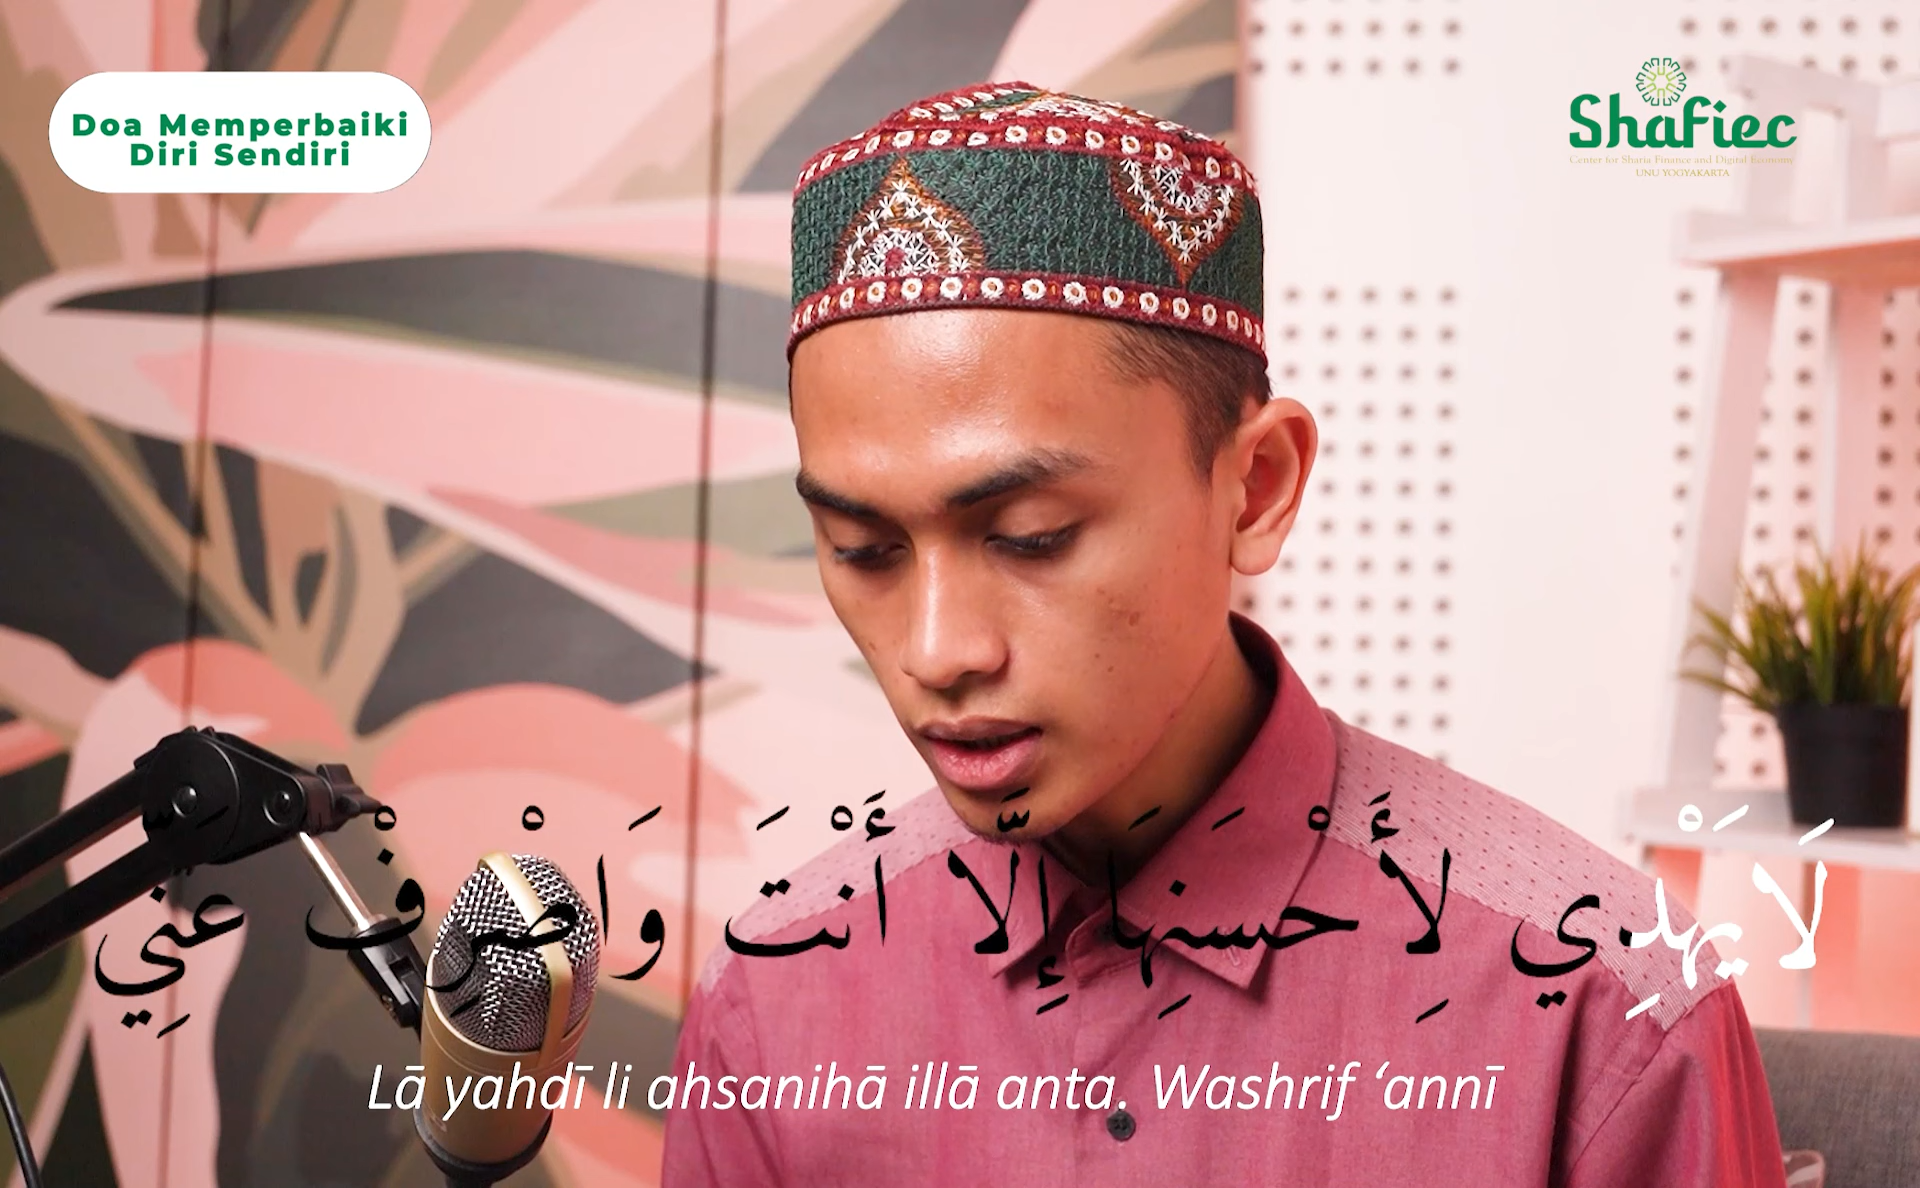 Doa Memperbaiki
Diri Sendiri
Shafiec
Center for Sharia Finance and Digital Economy
UNU YOGYAKARTA
لَا يَهْدِي لِأَحْسَنِهَا إِلَّا أَنْتَ وَاصْرِفْ عَنِّي
Lā yahdī li ahsanihā illā anta. Washrif ‘annī